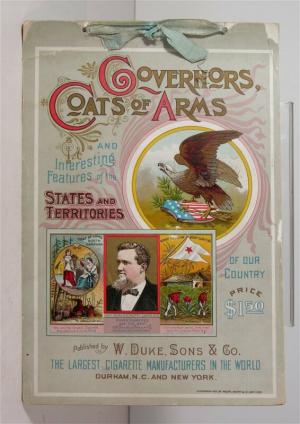 GOVERNORS,
COATS OF ARMS
AND
Interesting
Features of the
STATES AND
TERRITORIES
OF OUR
COUNTRY
PRICE
$1.50
Published by W. DUKE, SONS & CO.
THE LARGEST CIGARETTE MANUFACTURERS IN THE WORLD
DURHAM, N.C. AND NEW YORK.